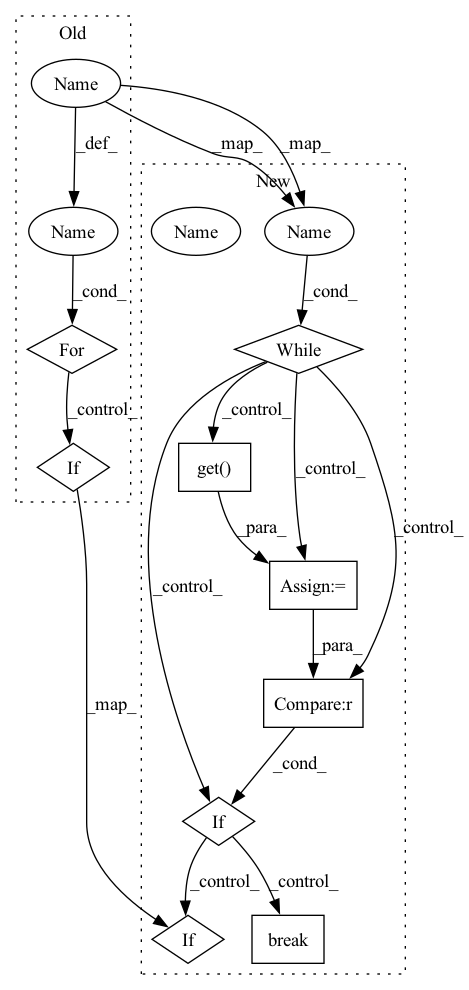 Old
Name
_map_
_map_
_def_
New
Name
Name
Name
_cond_
_cond_
For
While
_control_
_control_
If
get()
_control_
_control_
_para_
_control_
Assign:=
_para_
_map_
Compare:r
_cond_
If
_control_
_control_
If
break